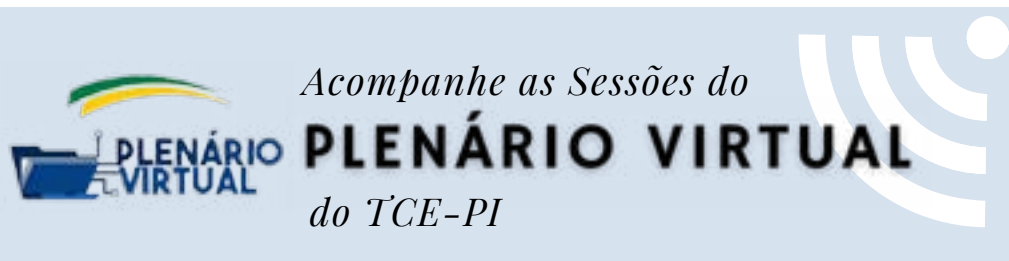 PLENÁRIO
VIRTUAL
Acompanhe as Sessões do
PLENÁRIO VIRTUAL
do TCE-PI